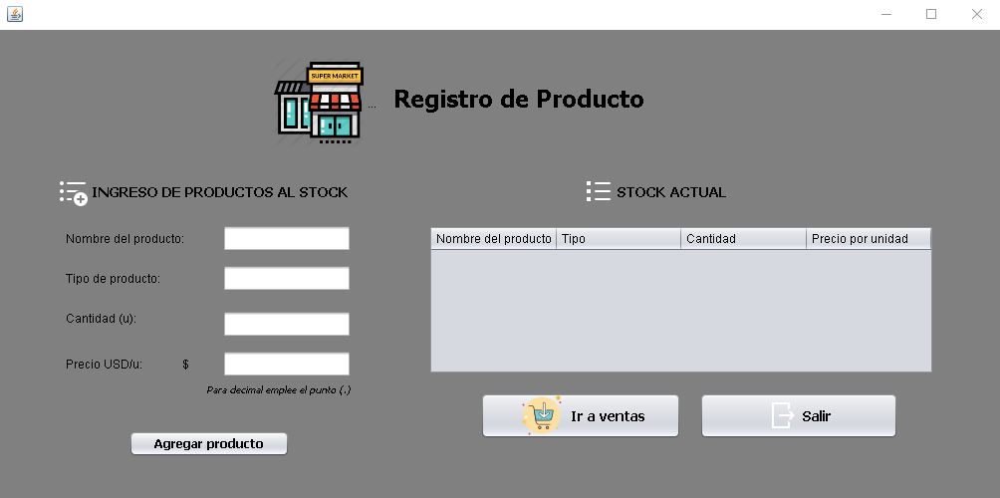 SUPER MARKET
... Registro de Producto
INGRESO DE PRODUCTOS AL STOCK
Nombre del producto:
Tipo de producto:
Cantidad (u):
Precio USD/u: $
Para decimal emplee el punto (.)
Agregar producto
STOCK ACTUAL
Nombre del producto Tipo Cantidad Precio por unidad
Ir a ventas Salir